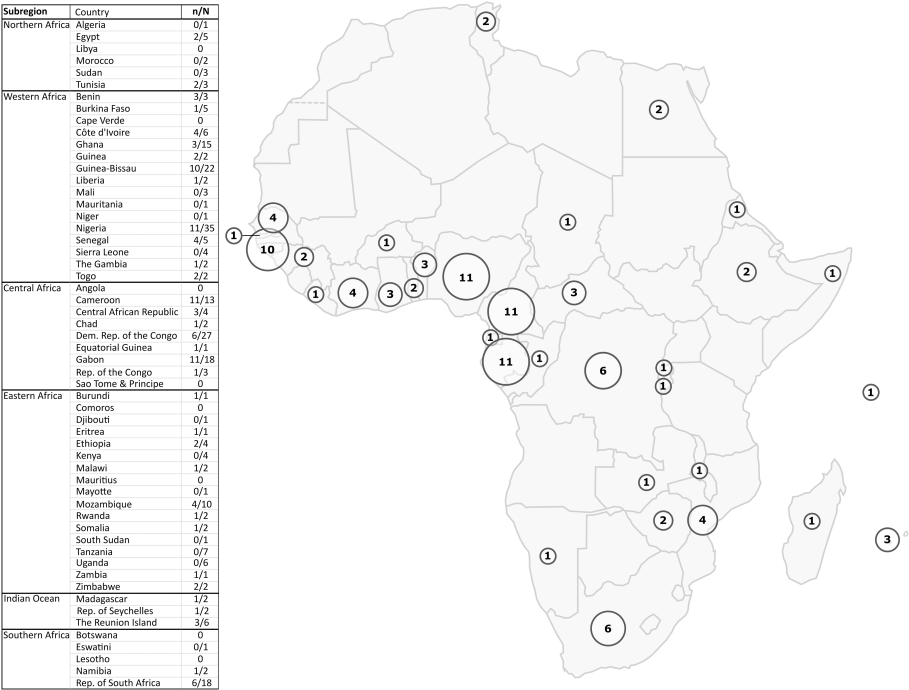 Subregion Country n/N
Northern Africa Algeria 0/1
Egypt 2/5
Libya 0
Morocco 0/2
Sudan 0/3
Tunisia 2/3
Western Africa Benin 3/3
Burkina Faso 1/5
Cape Verde 0
Côte d'Ivoire 4/6
Ghana 3/15
Guinea 2/2
Guinea-Bissau 10/22
Liberia 1/2
Mali 0/3
Mauritania 0/1
Niger 0/1
Nigeria 11/35
Senegal 4/5
Sierra Leone 0/4
The Gambia 1/2
Togo 2/2
Central Africa Angola 0
Cameroon 11/13
Central African Republic 3/4
Chad 1/2
Dem. Rep. of the Congo 6/27
Equatorial Guinea 1/1
Gabon 11/18
Rep. of the Congo 1/3
Sao Tome & Principe 0
Eastern Africa Burundi 1/1
Comoros 0
Djibouti 0/1
Eritrea 1/1
Ethiopia 2/4
Kenya 0/4
Malawi 1/2
Mauritius 0
Mayotte 0/1
Mozambique 4/10
Rwanda 1/2
Somalia 1/2
South Sudan 0/1
Tanzania 0/7
Uganda 0/6
Zambia 1/1
Zimbabwe 2/2
Indian Ocean Madagascar 1/2
Rep. of Seychelles 1/2
The Reunion Island 3/6
Southern Africa Botswana 0
Eswatini 0/1
Lesotho 0
Namibia 1/2
Rep. of South Africa 6/18
2
2
1
4
1
1
10
1
2
3
2
1
11
3
1
4
3
2
11
1
11
1
6
1
1
1
1
1
2
4
1
3
1
6